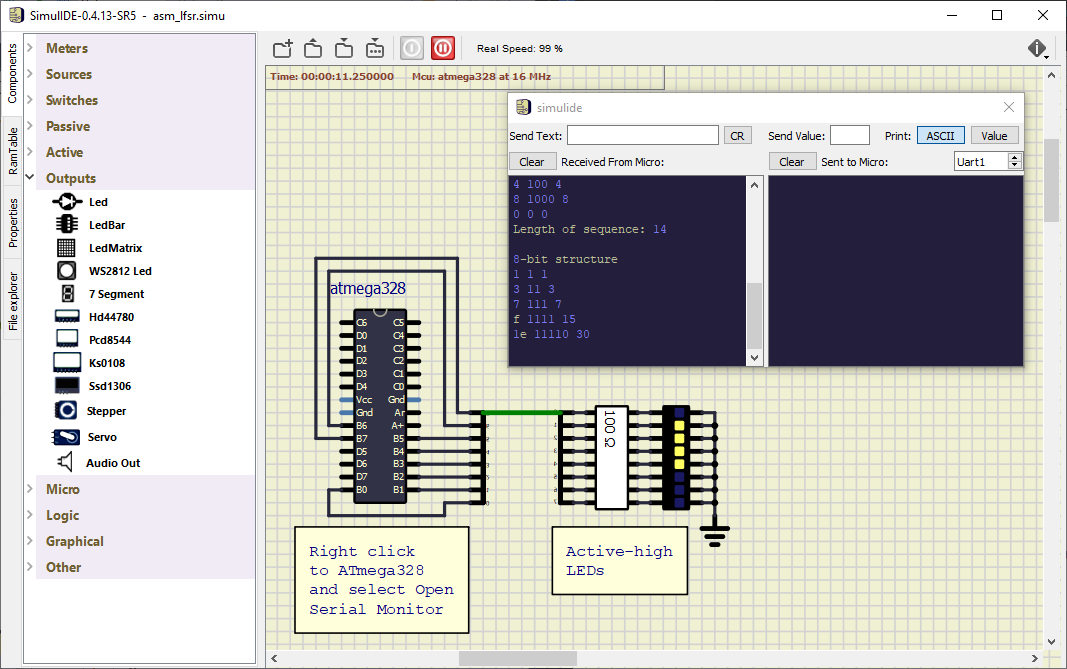 SimulIDE-0.4.13-SR5 - asm_lfsr.simu
Components
RamTable
Properties
File explorer
Meters
Sources
Switches
Passive
Active
Outputs
Led
LedBar
LedMatrix
WS2812 Led
7 Segment
Hd44780
Pcd8544
Ks0108
Ssd1306
Stepper
Servo
Audio Out
Micro
Logic
Graphical
Other
Real Speed: 99 %
Time: 00:00:11.250000 Mcu: atmega328 at 16 MHz
simulide
Send Text: CR Send Value: Print: ASCII Value
Clear Received From Micro: Clear Sent to Micro: Uart1
4 100 4
8 1000 8
0 0 0
Length of sequence: 14
8-bit structure
1 1 1
3 11 3
7 111 7
f 1111 15
1e 11110 30
atmega328
C6 C5
D0 C4
D1 C3
D2 C2
D3 C1
D4 C0
Vcc Gnd
Gnd Ar
B6 A+
B7 B5
D5 B4
D6 B3
D7 B2
B0 B1
100 Ω
Right click
to ATmega328
and select Open
Serial Monitor
Active-high
LEDs